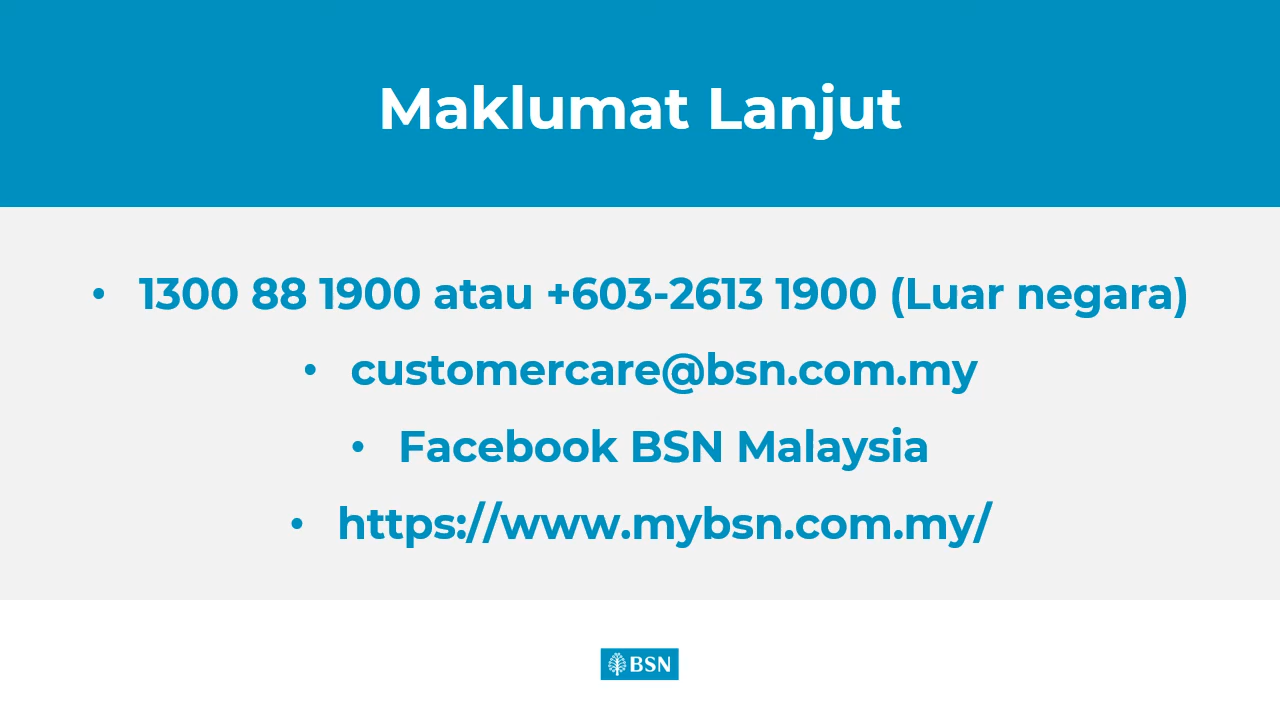 Maklumat Lanjut
• 1300 88 1900 atau +603-2613 1900 (Luar negara)
• customercare@bsn.com.my
• Facebook BSN Malaysia
• https://www.mybsn.com.my/
BSN